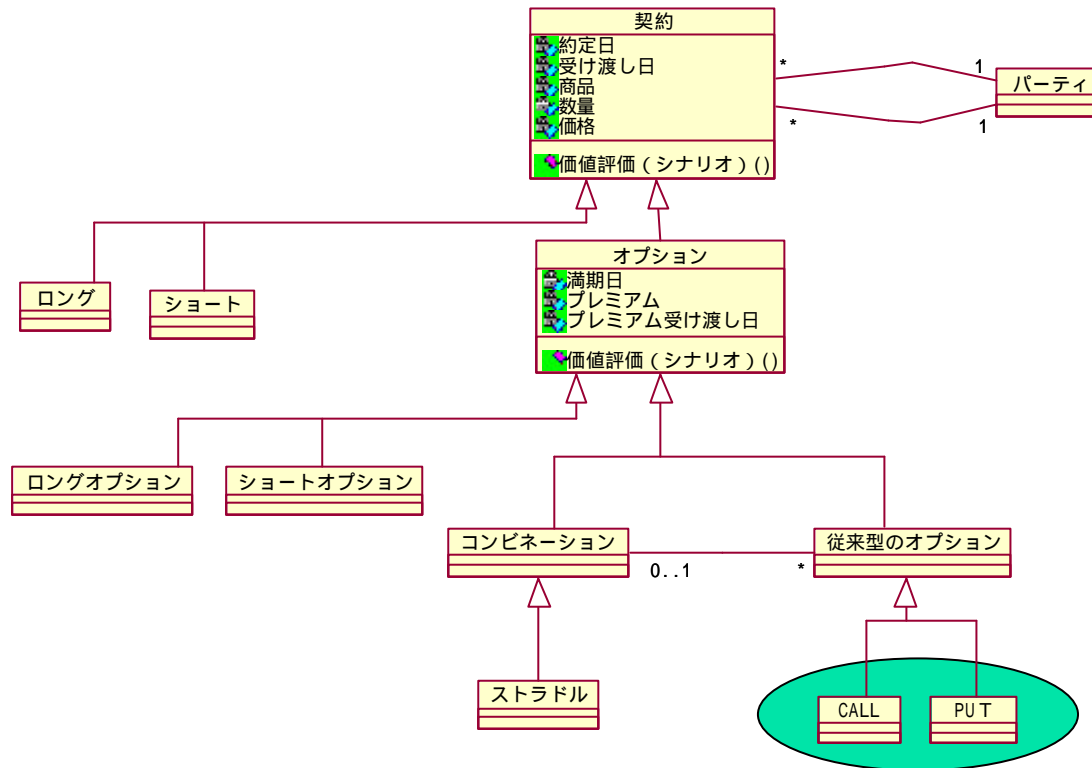 契約
約定日
受け渡し日
商品
数量
価格
価値評価（シナリオ）()
*
1
パーティ
*
1
オプション
満期日
プレミアム
プレミアム受け渡し日
価値評価（シナリオ）()
ロング
ショート
ロングオプション
ショートオプション
コンビネーション
従来型のオプション
0..1
*
ストラドル
CALL
PUＴ